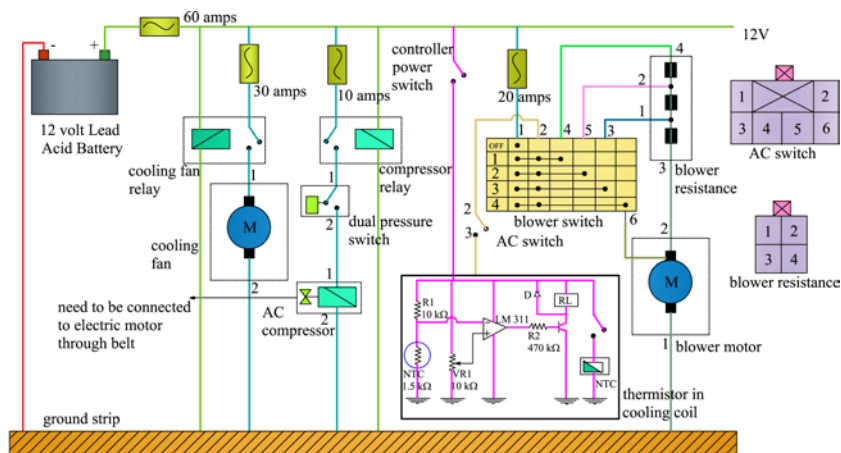 60 amps
12V
-
+
controller
power
switch
30 amps
10 amps
20 amps
12 volt Lead
Acid Battery
cooling fan
relay
compressor
relay
4
2
1
3
blower
resistance
1 2
3 4 5 6
AC switch
1 2 4 5 3
OFF
1
2
3
4
6
blower switch
2
3
AC switch
1
M
cooling
fan
2
1
2
dual pressure
switch
1
2
AC
compressor
need to be connected
to electric motor
through belt
1 2
3 4
blower resistance
2
M
1
blower motor
R1
10 kΩ
NTC
1.5 kΩ
VR1
10 kΩ
LM 311
-
+
D
RL
R2
470 kΩ
NTC
thermistor in
cooling coil
ground strip